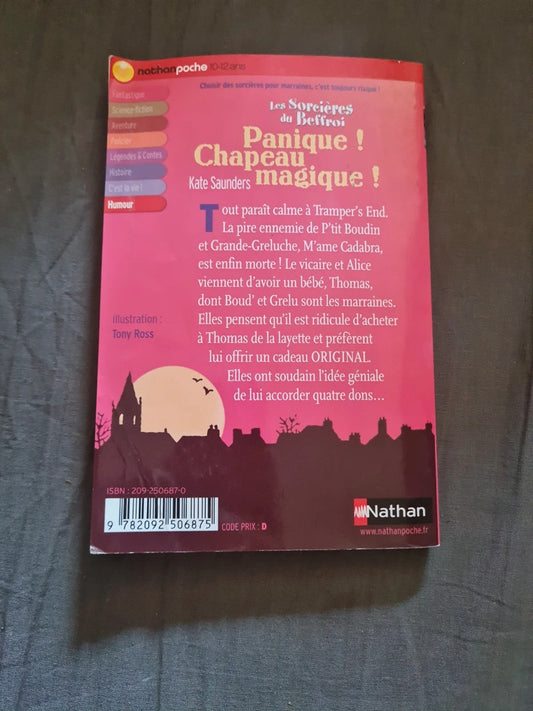 nathanpoche 10-12 ans
Choisir des sorcières pour marraines, c'est toujours risqué !
Fantastique
Science-fiction
Aventure
Policier
Légendes & Contes
Histoire
C'est la vie !
Humour
Les Sorcières
du Beffroi
Panique !
Chapeau
magique !
Kate Saunders
Tout paraît calme à Tramper's End.
La pire ennemie de P'tit Boudin
et Grande-Greluche, M'ame Cadabra,
est enfin morte ! Le vicaire et Alice
viennent d'avoir un bébé, Thomas,
dont Boud' et Grelu sont les marraines.
Elles pensent qu'il est ridicule d'acheter
à Thomas de la layette et préfèrent
lui offrir un cadeau ORIGINAL.
Elles ont soudain l'idée géniale
de lui accorder quatre dons…
Illustration :
Tony Ross
ISBN : 209-250687-0
9 782092 506875
CODE PRIX : D
Nathan
www.nathanpoche.fr